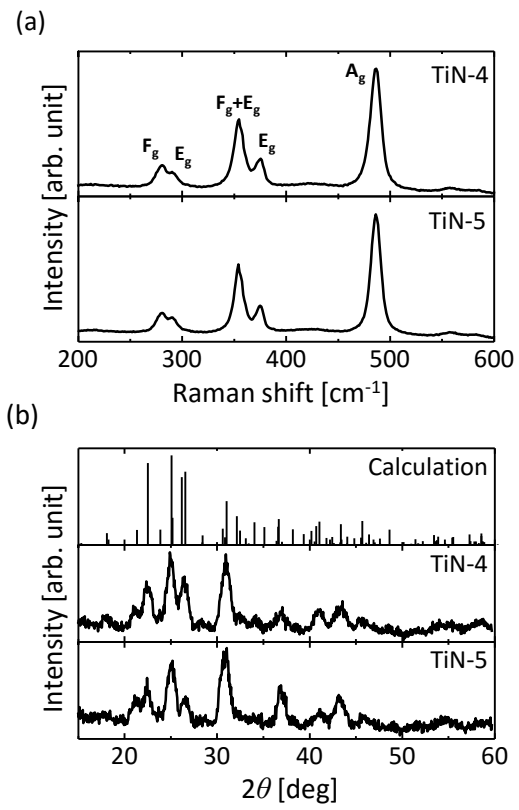 (a)
TiN-4
A_g
F_g+E_g
F_g E_g
E_g
TiN-5
Intensity [arb. unit]
200 300 400 500 600
Raman shift [cm⁻¹]
(b)
Calculation
TiN-4
TiN-5
Intensity [arb. unit]
20 30 40 50 60
2θ [deg]